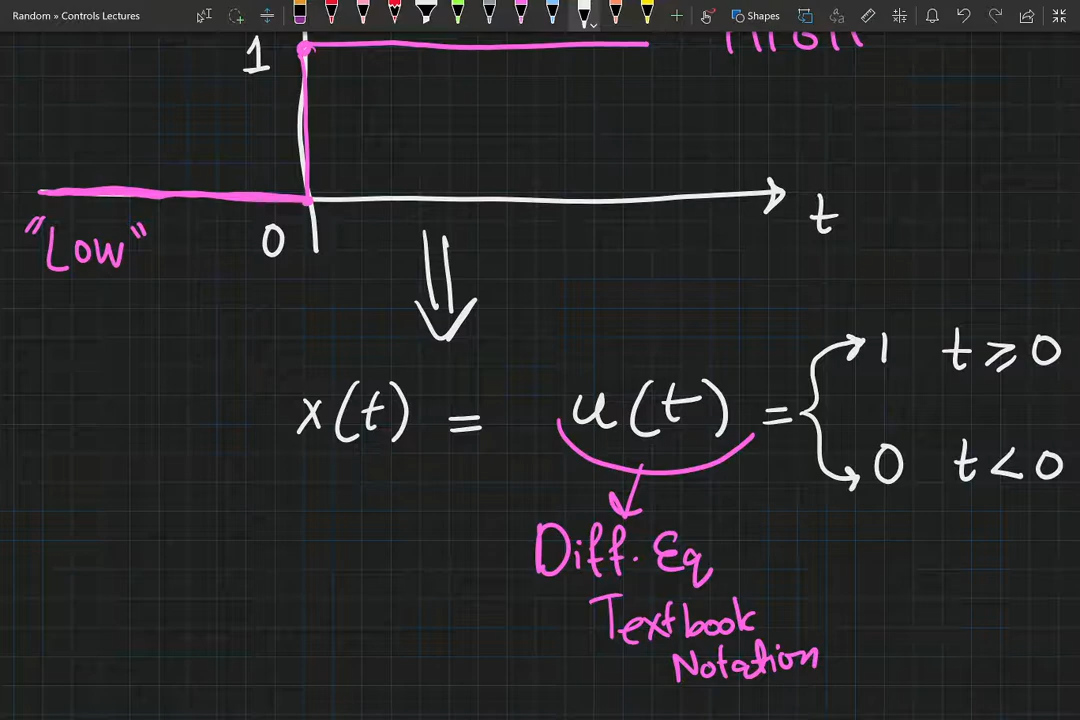 Random » Controls Lectures
Shapes
1
"Low"
0
t
x(t) = u(t) = 1 t ≥ 0
0 t < 0
Diff. Eq
Textbook
Notation